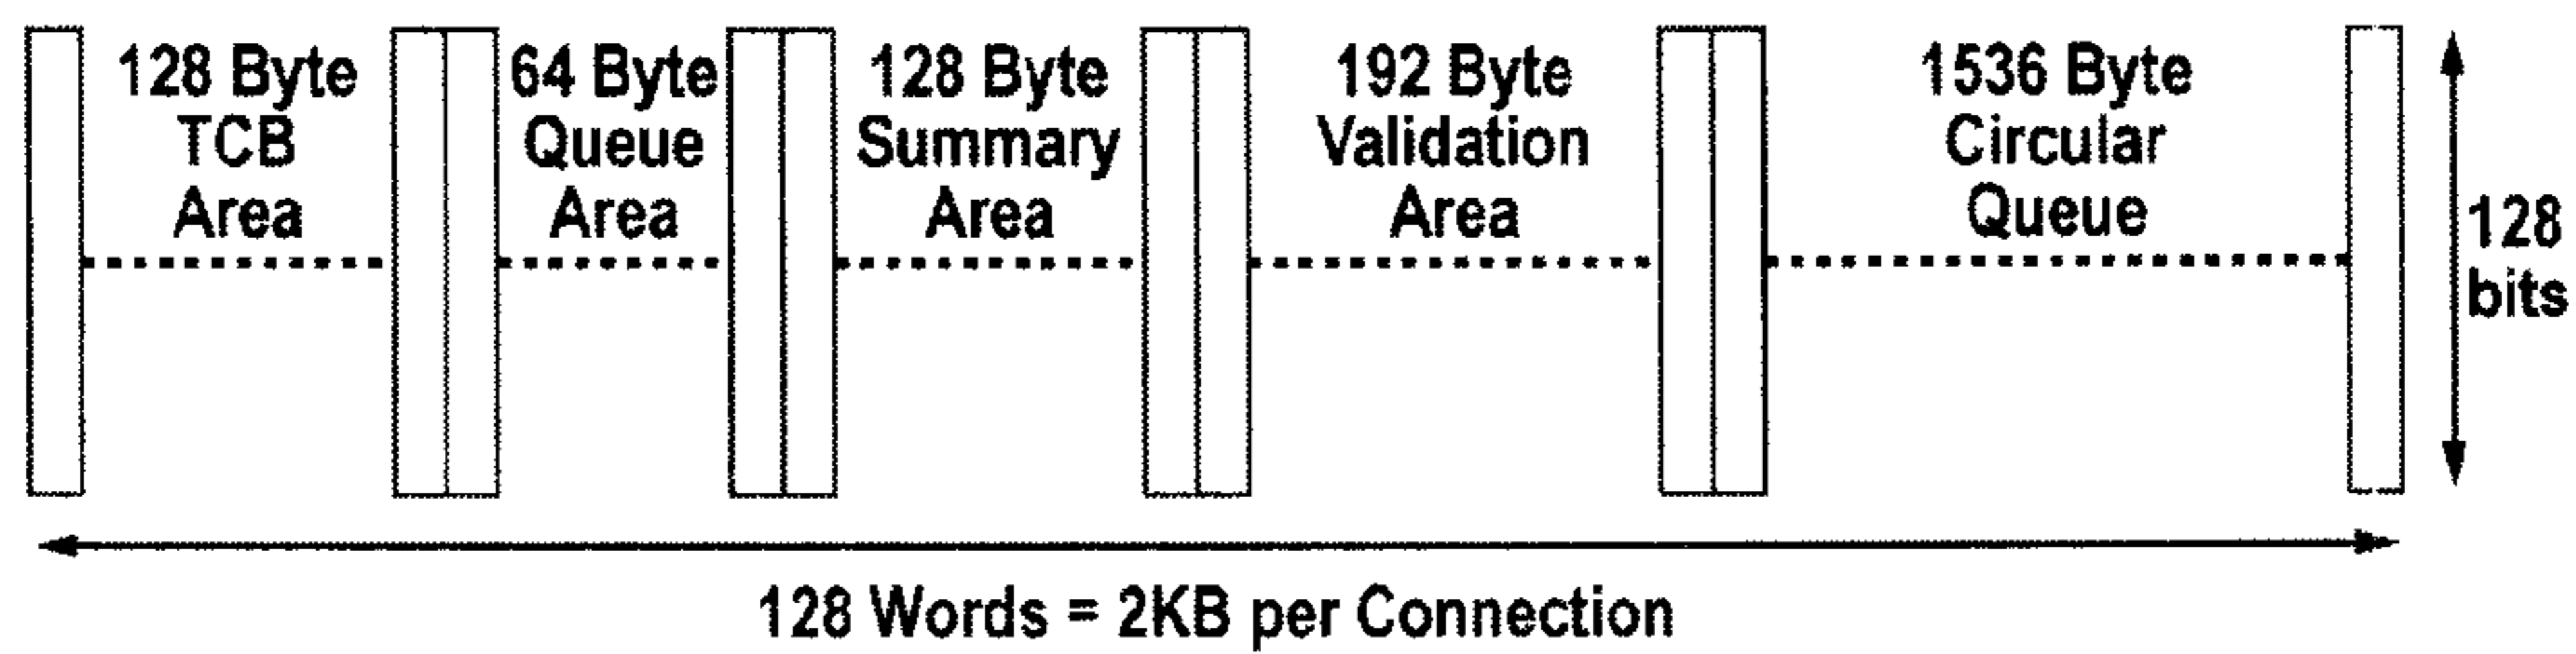 128 Byte
TCB
Area
64 Byte
Queue
Area
128 Byte
Summary
Area
192 Byte
Validation
Area
1536 Byte
Circular
Queue
128
bits
128 Words = 2KB per Connection